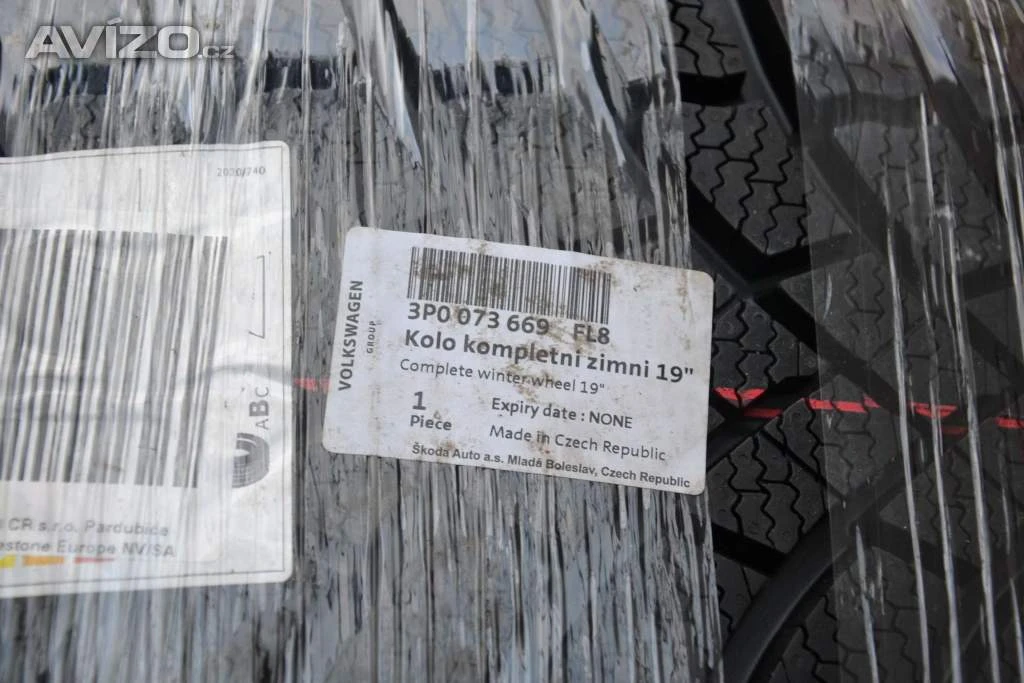 AVÍZO.cz
2020/740
ABC
CR s.r.o. Pardubice
estone Europe NV/SA
VOLKSWAGEN
GROUP
3P0 073 669 FL8
Kolo kompletni zimni 19"
Complete winter wheel 19"
1
Piece
Expiry date : NONE
Made in Czech Republic
Škoda Auto a.s. Mladá Boleslav, Czech Republic